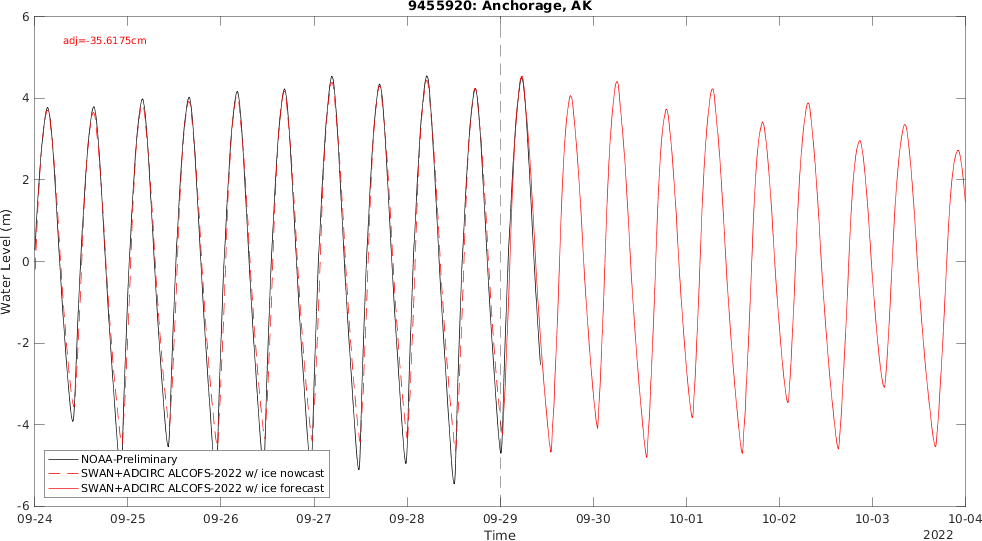 9455920: Anchorage, AK
adj=-35.6175cm
6
4
2
0
-2
-4
-6
Water Level (m)
NOAA-Preliminary
SWAN+ADCIRC ALCOFS-2022 w/ ice nowcast
SWAN+ADCIRC ALCOFS-2022 w/ ice forecast
09-24 09-25 09-26 09-27 09-28 09-29 09-30 10-01 10-02 10-03 10-04
Time
2022